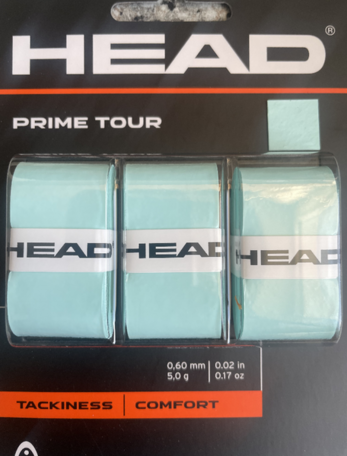 HEAD®
PRIME TOUR
HEAD HEAD HEAD
0,60 mm | 0.02 in
5,0 g | 0.17 oz
TACKINESS | COMFORT